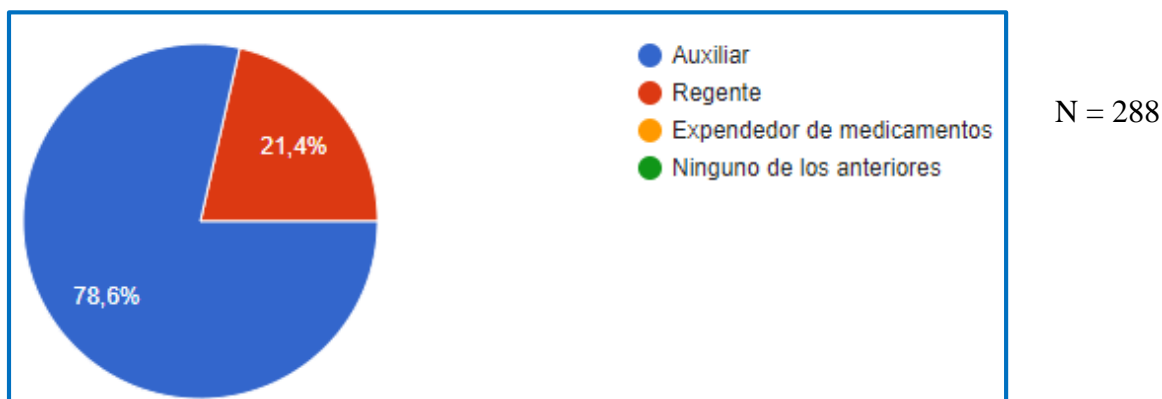 Auxiliar
Regente
Expendedor de medicamentos
Ninguno de los anteriores
N = 288
21,4%
78,6%